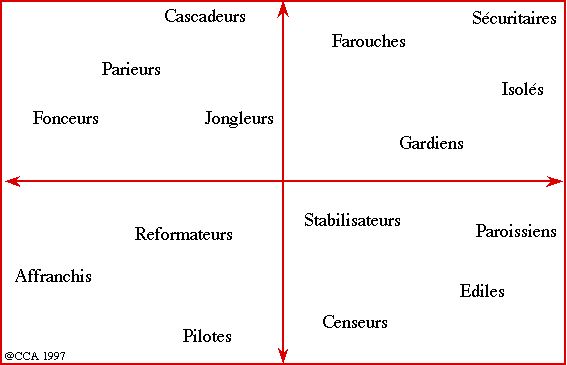 Cascadeurs
Sécuritaires
Farouches
Parieurs
Isolés
Fonceurs
Jongleurs
Gardiens
Stabilisateurs
Reformateurs
Paroissiens
Affranchis
Ediles
Censeurs
Pilotes
@CCA 1997